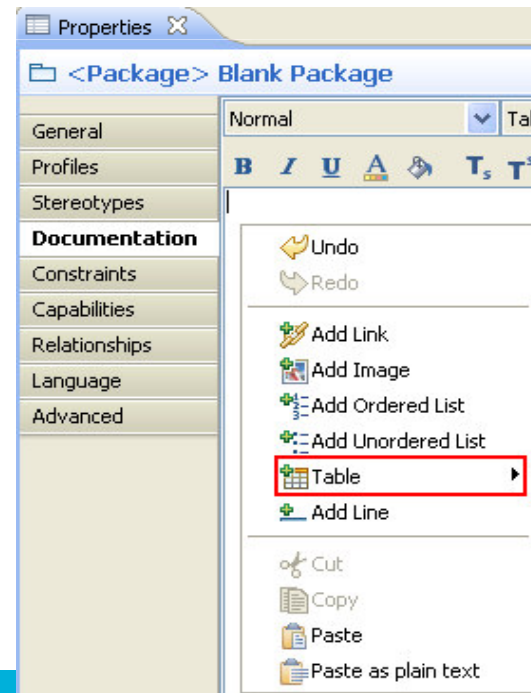 Properties
<Package> Blank Package
General
Profiles
Stereotypes
Documentation
Constraints
Capabilities
Relationships
Language
Advanced
Normal
B I U A Ts T
Undo
Redo
Add Link
Add Image
Add Ordered List
Add Unordered List
Table
Add Line
Cut
Copy
Paste
Paste as plain text